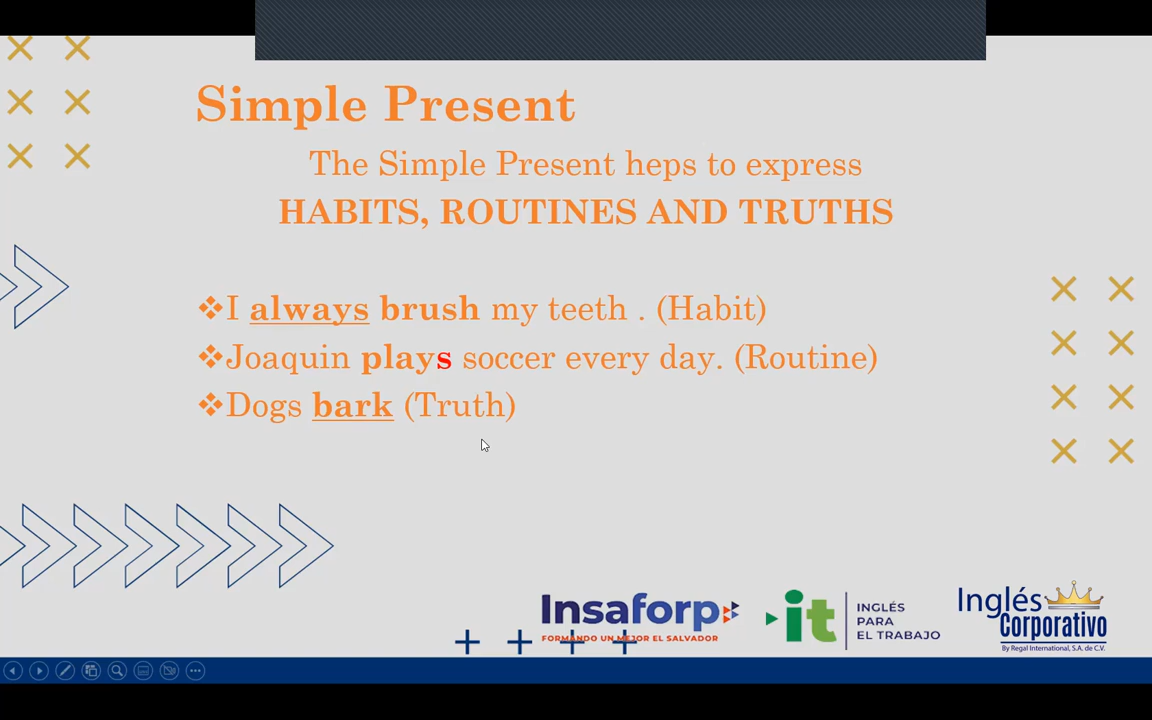 Simple Present
The Simple Present heps to express
HABITS, ROUTINES AND TRUTHS
❖I always brush my teeth . (Habit)
❖Joaquin plays soccer every day. (Routine)
❖Dogs bark (Truth)
Insaforp
FORMANDO UN MEJOR EL SALVADOR
it
INGLÉS
PARA
EL TRABAJO
Inglés
Corporativo
By Regal International, S.A. de C.V.